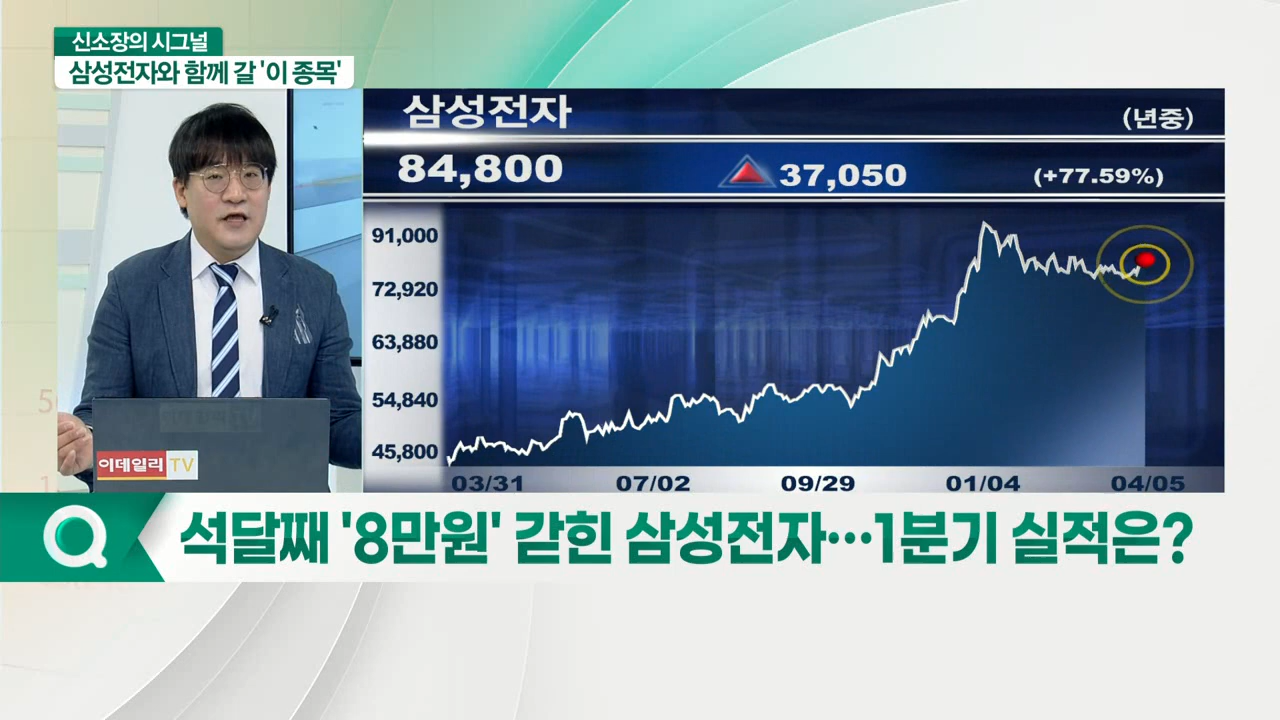 신소장의 시그널
삼성전자와 함께 갈 '이 종목'
삼성전자 (년중)
84,800 37,050 (+77.59%)
91,000
72,920
63,880
54,840
45,800
03/31 07/02 09/29 01/04 04/05
이데일리 TV
Q 석달째 '8만원' 갇힌 삼성전자…1분기 실적은?